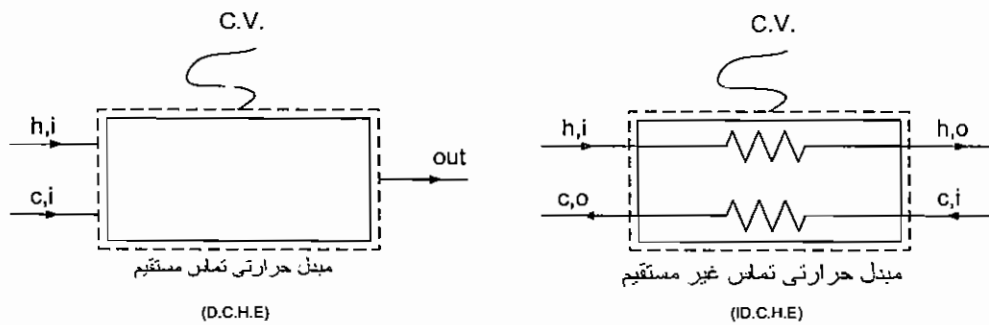 C.V.
h,i
c,i
out
مبدل حرارتی تماس مستقیم
(D.C.H.E)
C.V.
h,i
h,o
c,o
c,i
مبدل حرارتی تماس غیر مستقیم
(ID.C.H.E)